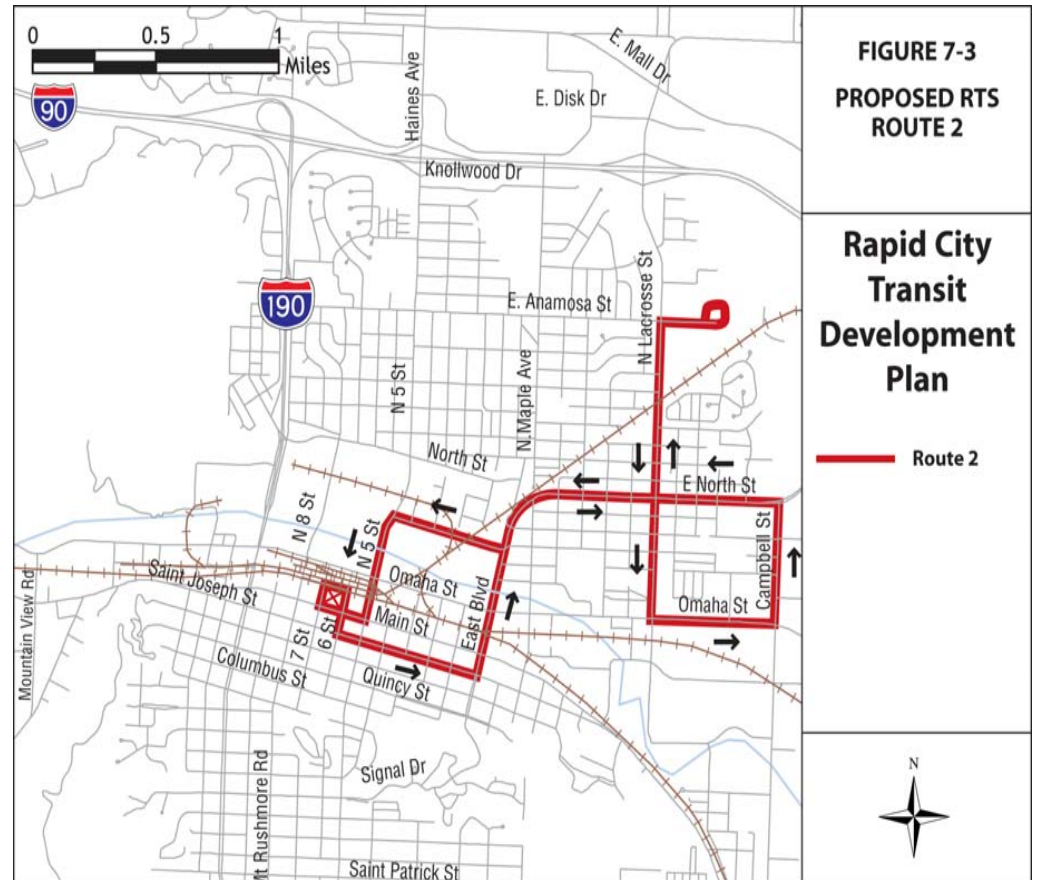 0 0.5 1
Miles
90
190
Haines Ave
E. Mall Dr
E. Disk Dr
Knollwood Dr
E. Anamosa St
N Lacrosse St
N 5 St
N.Maple Ave
North St
E North St
N 8 St
N 5 St
Omaha St
Campbell St
Omaha St
Saint Joseph St
Main St
East Blvd
Mountain View Rd
7 St
6 St
Columbus St
Quincy St
Signal Dr
Mt Rushmore Rd
Saint Patrick St
FIGURE 7-3
PROPOSED RTS
ROUTE 2
Rapid City
Transit
Development
Plan
Route 2
N